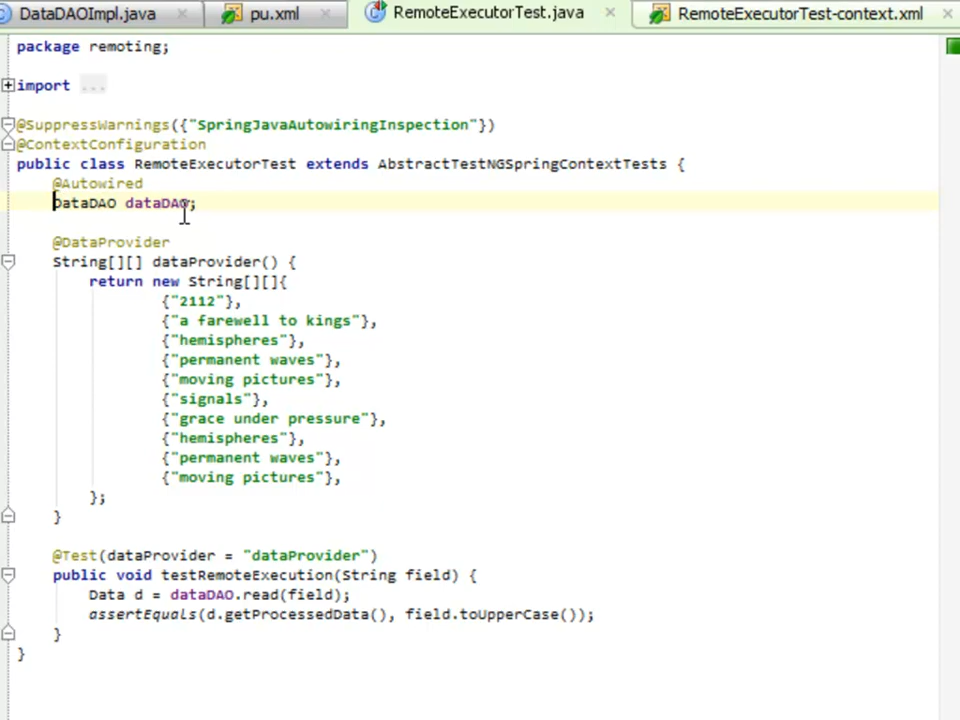 DataDAOImpl.java pu.xml RemoteExecutorTest.java RemoteExecutorTest-context.xml
package remoting;
import ...
@SuppressWarnings({"SpringJavaAutowiringInspection"})
@ContextConfiguration
public class RemoteExecutorTest extends AbstractTestNGSpringContextTests {
@Autowired
DataDAO dataDAO;
@DataProvider
String[][] dataProvider() {
return new String[][]{
{"2112"},
{"a farewell to kings"},
{"hemispheres"},
{"permanent waves"},
{"moving pictures"},
{"signals"},
{"grace under pressure"},
{"hemispheres"},
{"permanent waves"},
{"moving pictures"},
};
}
@Test(dataProvider = "dataProvider")
public void testRemoteExecution(String field) {
Data d = dataDAO.read(field);
assertEquals(d.getProcessedData(), field.toUpperCase());
}
}